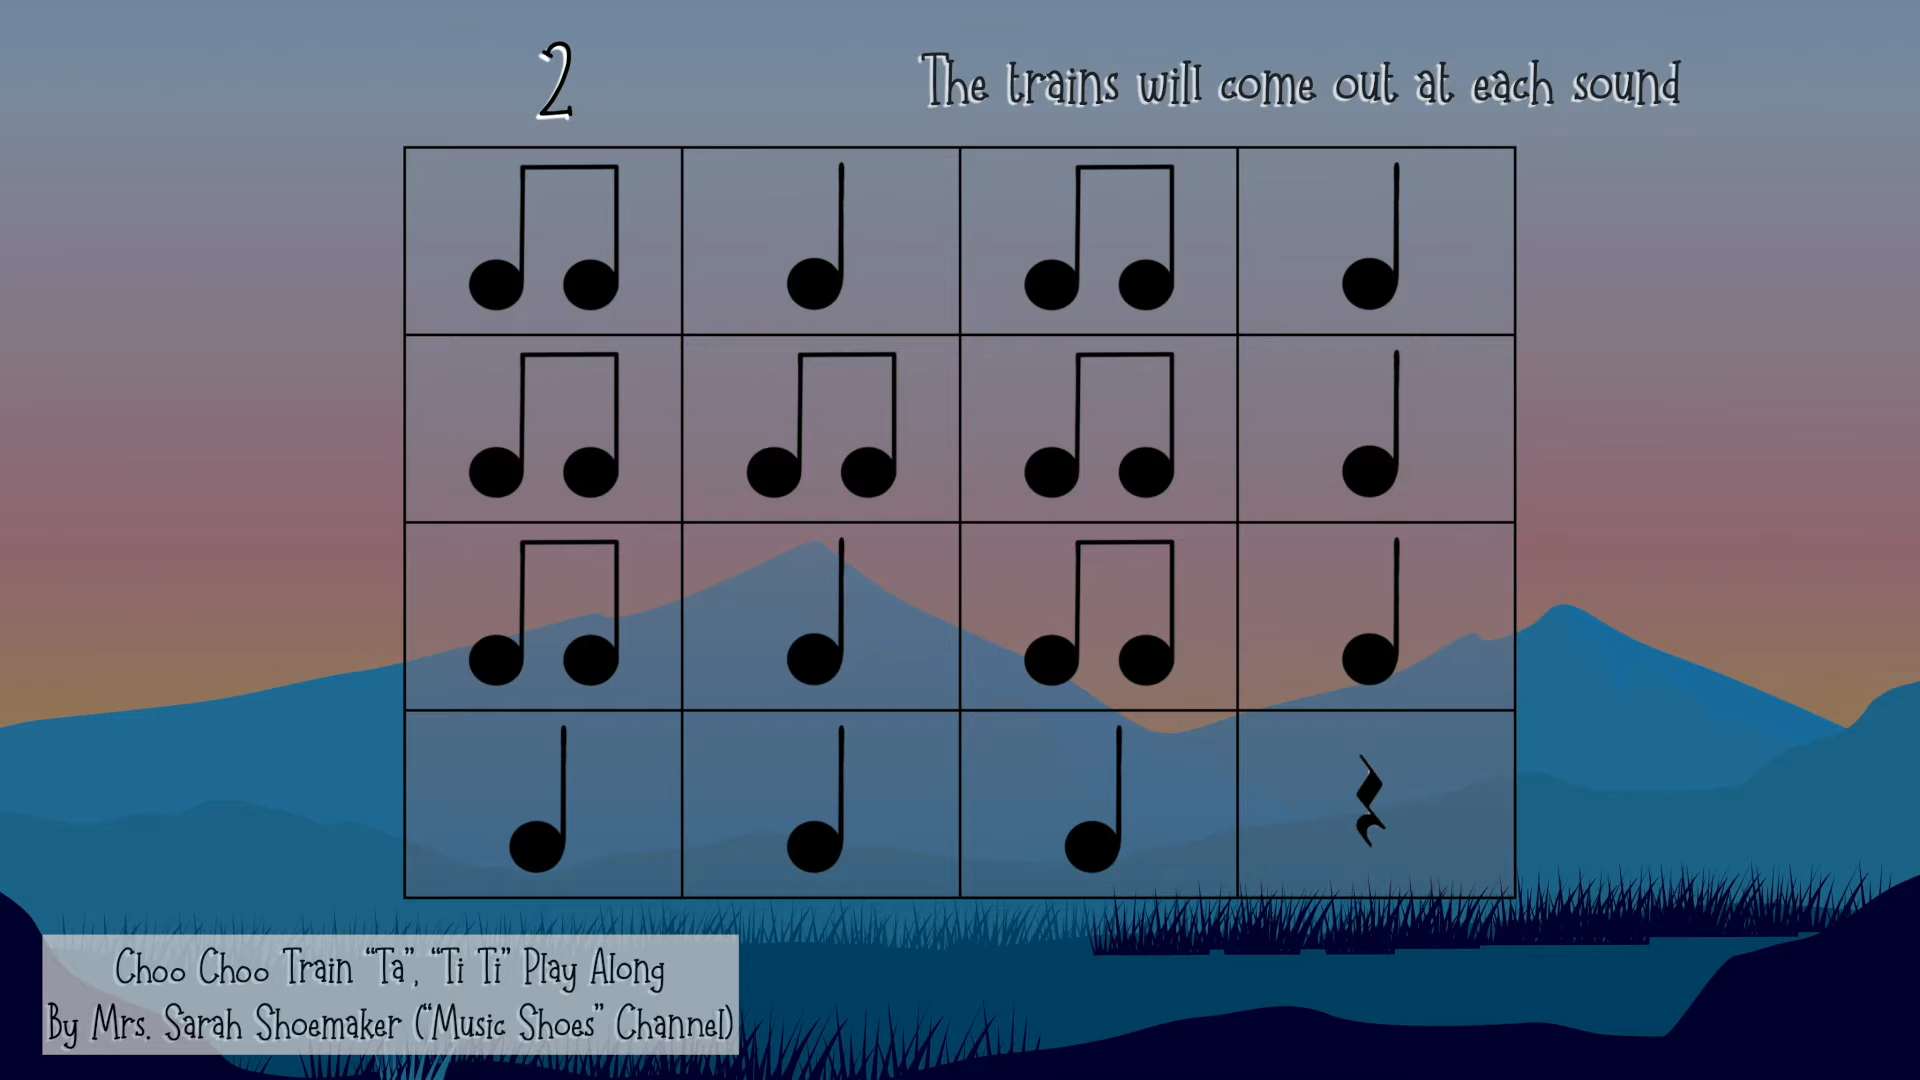 2
The trains will come out at each sound
Choo Choo Train “Ta”, “Ti Ti” Play Along
By Mrs. Sarah Shoemaker (“Music Shoes” Channel)